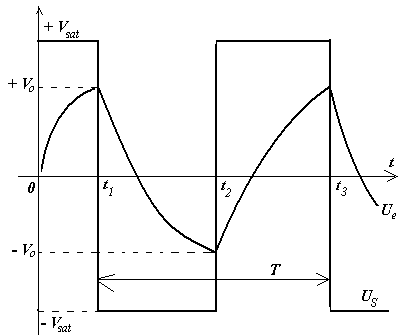 + Vsat
+ Vo
t
0
t1
t2
t3
Ue
- Vo
T
US
- Vsat